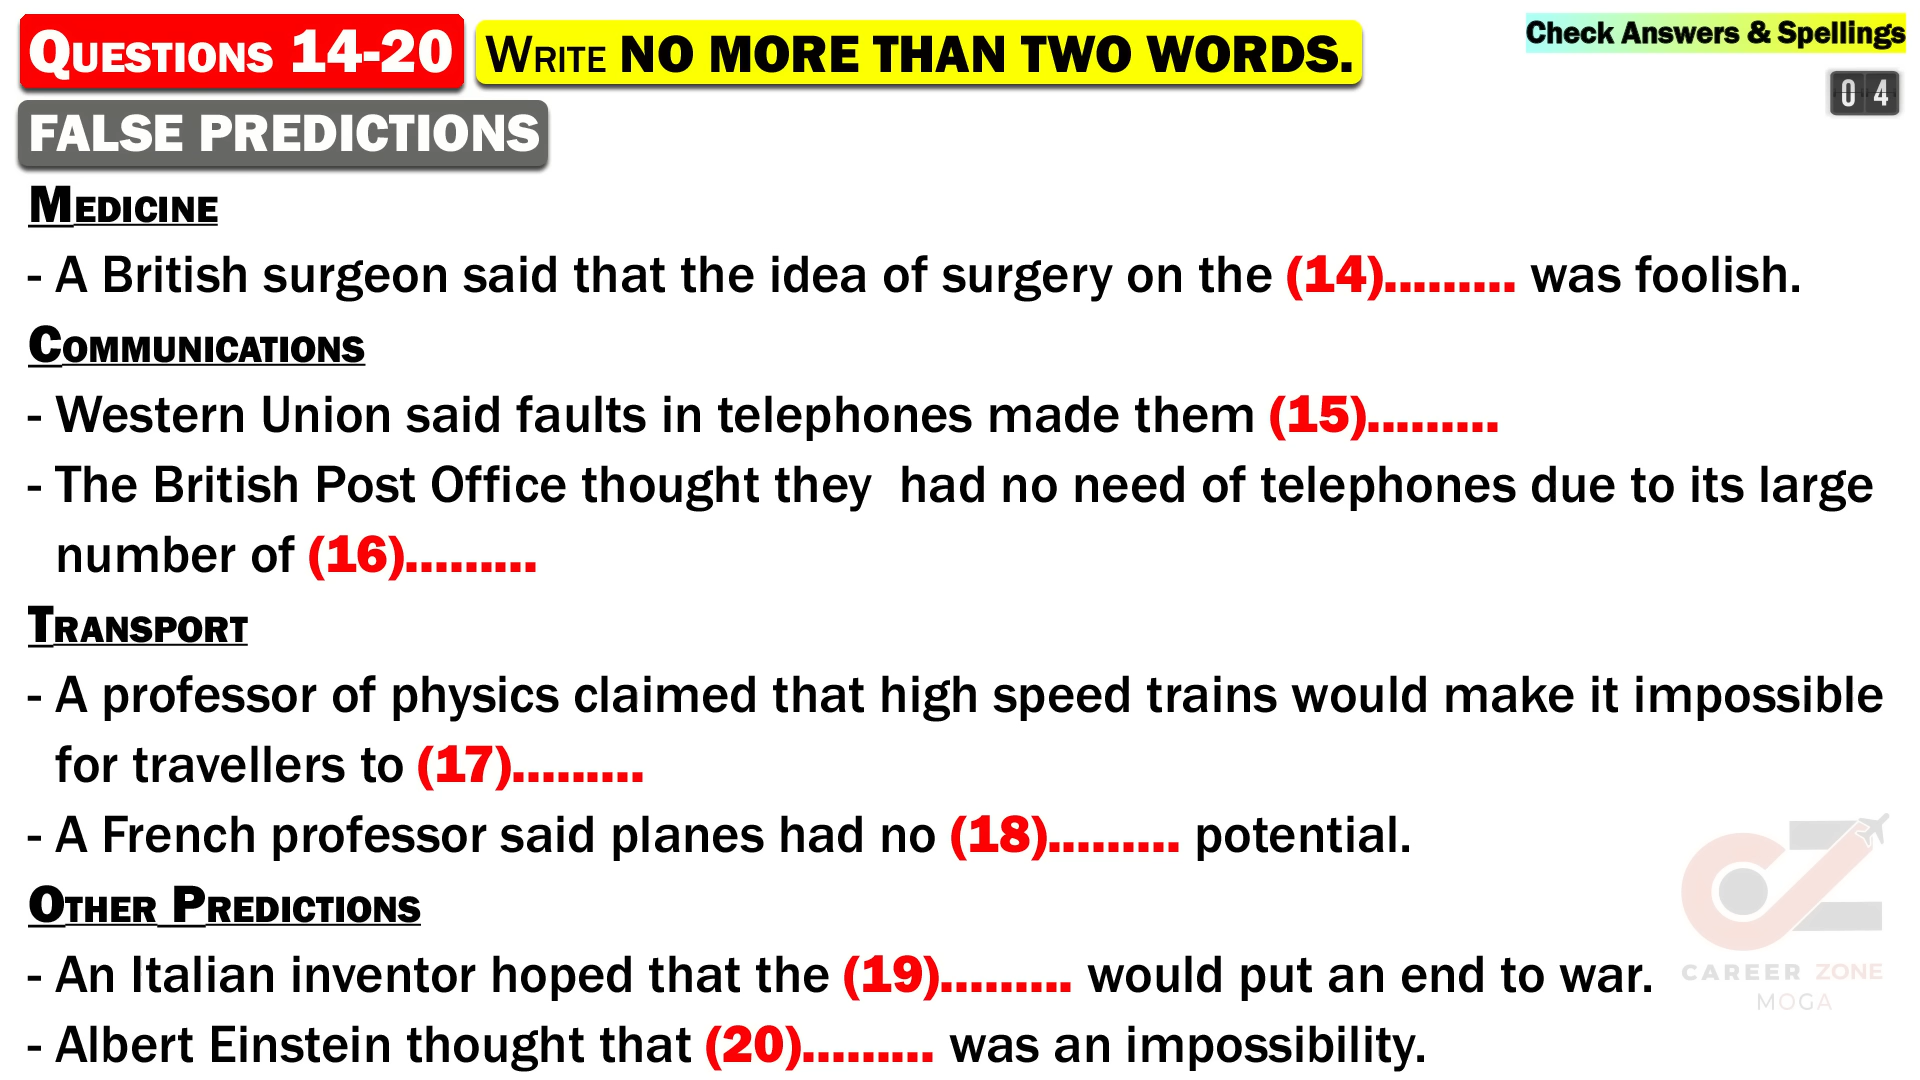 QUESTIONS 14-20 WRITE NO MORE THAN TWO WORDS. Check Answers & Spellings
04
FALSE PREDICTIONS
MEDICINE
- A British surgeon said that the idea of surgery on the (14)......... was foolish.
COMMUNICATIONS
- Western Union said faults in telephones made them (15).........
- The British Post Office thought they had no need of telephones due to its large
number of (16).........
TRANSPORT
- A professor of physics claimed that high speed trains would make it impossible
for travellers to (17).........
- A French professor said planes had no (18)......... potential.
OTHER PREDICTIONS
- An Italian inventor hoped that the (19)......... would put an end to war.
CAREER ZONE
MOGA
- Albert Einstein thought that (20)......... was an impossibility.